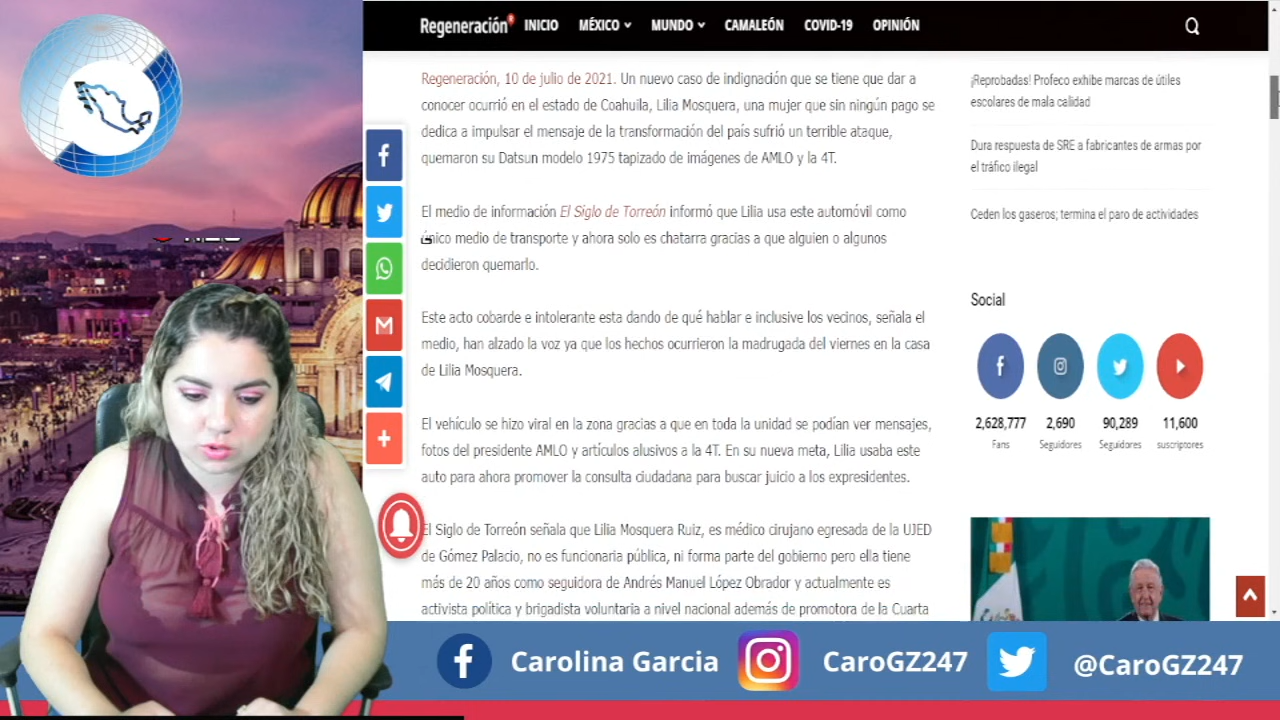 Regeneración INICIO MÉXICO MUNDO CAMALEÓN COVID-19 OPINIÓN
Regeneración, 10 de julio de 2021. Un nuevo caso de indignación que se tiene que dar a
conocer ocurrió en el estado de Coahuila, Lilia Mosquera, una mujer que sin ningún pago se
dedica a impulsar el mensaje de la transformación del país sufrió un terrible ataque,
quemaron su Datsun modelo 1975 tapizado de imágenes de AMLO y la 4T.
El medio de información El Siglo de Torreón informó que Lilia usa este automóvil como
único medio de transporte y ahora solo es chatarra gracias a que alguien o algunos
decidieron quemarlo.
Este acto cobarde e intolerante esta dando de qué hablar e inclusive los vecinos, señala el
medio, han alzado la voz ya que los hechos ocurrieron la madrugada del viernes en la casa
de Lilia Mosquera.
El vehículo se hizo viral en la zona gracias a que en toda la unidad se podían ver mensajes,
fotos del presidente AMLO y artículos alusivos a la 4T. En su nueva meta, Lilia usaba este
auto para ahora promover la consulta ciudadana para buscar juicio a los expresidentes.
El Siglo de Torreón señala que Lilia Mosquera Ruiz, es médico cirujano egresada de la UJED
de Gómez Palacio, no es funcionaria pública, ni forma parte del gobierno pero ella tiene
más de 20 años como seguidora de Andrés Manuel López Obrador y actualmente es
activista política y brigadista voluntaria a nivel nacional además de promotora de la Cuarta
¡Reprobadas! Profeco exhibe marcas de útiles
escolares de mala calidad
Dura respuesta de SRE a fabricantes de armas por
el tráfico ilegal
Ceden los gaseros; termina el paro de actividades
Social
2,628,777 2,690 90,289 11,600
Fans Seguidores Seguidores suscriptores
Carolina Garcia CaroGZ247 @CaroGZ247